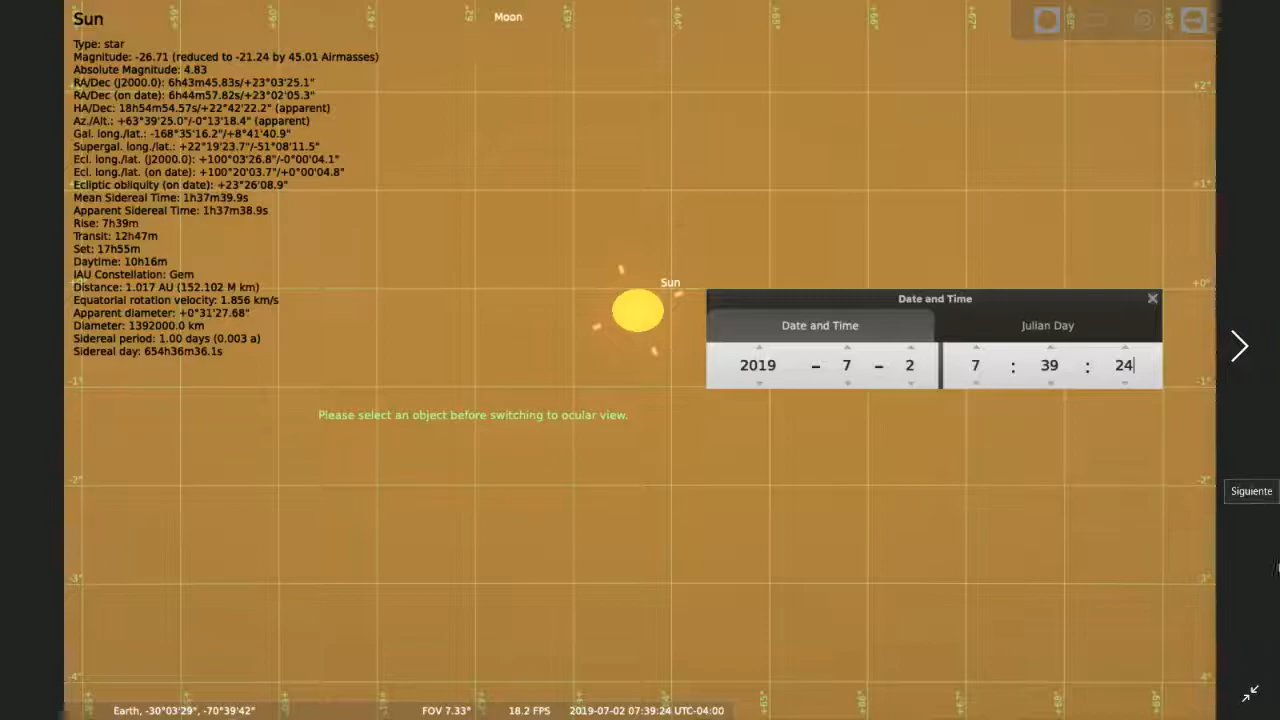 Sun
Type: star
Magnitude: -26.71 (reduced to -21.24 by 45.01 Airmasses)
Absolute Magnitude: 4.83
RA/Dec (J2000.0): 6h43m45.83s/+23°03'25.1"
RA/Dec (on date): 6h44m57.82s/+23°02'05.3"
HA/Dec: 18h54m54.57s/+22°42'22.2" (apparent)
Az./Alt.: +63°39'25.0"/-0°13'18.4" (apparent)
Gal. long./lat.: -168°35'16.2"/+8°41'40.9"
Supergal. long./lat.: +22°19'23.7"/-51°08'11.5"
Ecl. long./lat. (J2000.0): +100°03'26.8"/-0°00'04.1"
Ecl. long./lat. (on date): +100°20'03.7"/+0°00'04.8"
Ecliptic obliquity (on date): +23°26'08.9"
Mean Sidereal Time: 1h37m39.9s
Apparent Sidereal Time: 1h37m38.9s
Rise: 7h39m
Transit: 12h47m
Set: 17h55m
Daytime: 10h16m
IAU Constellation: Gem
Distance: 1.017 AU (152.102 M km)
Equatorial rotation velocity: 1.856 km/s
Apparent diameter: +0°31'27.68"
Diameter: 1392000.0 km
Sidereal period: 1.00 days (0.003 a)
Sidereal day: 654h36m36.1s
Moon
+2°
+1°
+0°
-1°
-2°
-3°
-4°
Sun
Date and Time
Date and Time Julian Day
2019 – 7 – 2 7 : 39 : 24
Please select an object before switching to ocular view.
Siguiente
Earth, -30°03'29", -70°39'42" FOV 7.33° 18.2 FPS 2019-07-02 07:39:24 UTC-04:00